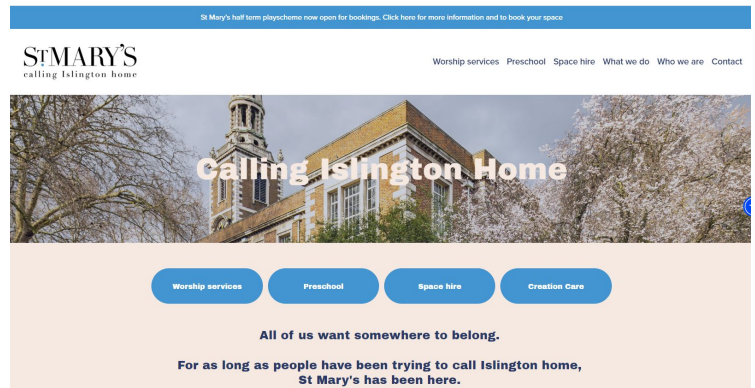 St Mary's half term playscheme now open for bookings. Click here for more information and to book your space
ST MARY'S
calling Islington home
Worship services Preschool Space hire What we do Who we are Contact
Calling Islington Home
Worship services Preschool Space hire Creation Care
All of us want somewhere to belong.
For as long as people have been trying to call Islington home,
St Mary's has been here.